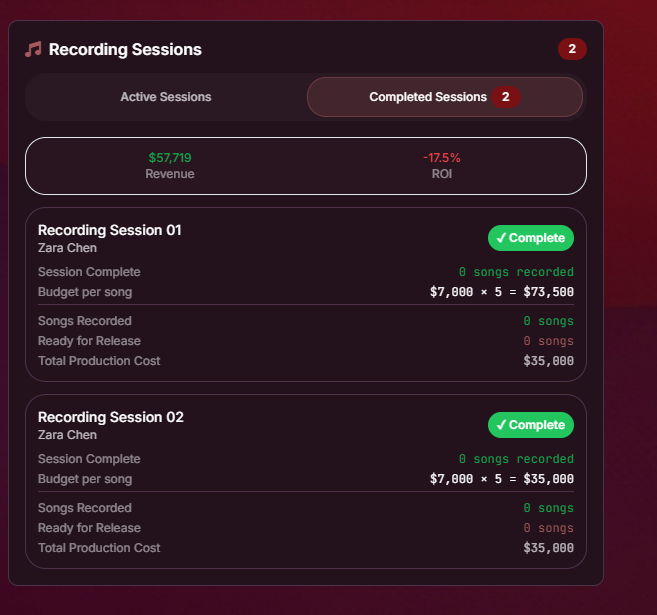 Recording Sessions 2
Active Sessions Completed Sessions 2
$57,719 -17.5%
Revenue ROI
Recording Session 01
Zara Chen
✓ Complete
Session Complete 0 songs recorded
Budget per song $7,000 × 5 = $73,500
Songs Recorded 0 songs
Ready for Release 0 songs
Total Production Cost $35,000
Recording Session 02
Zara Chen
✓ Complete
Session Complete 0 songs recorded
Budget per song $7,000 × 5 = $35,000
Songs Recorded 0 songs
Ready for Release 0 songs
Total Production Cost $35,000